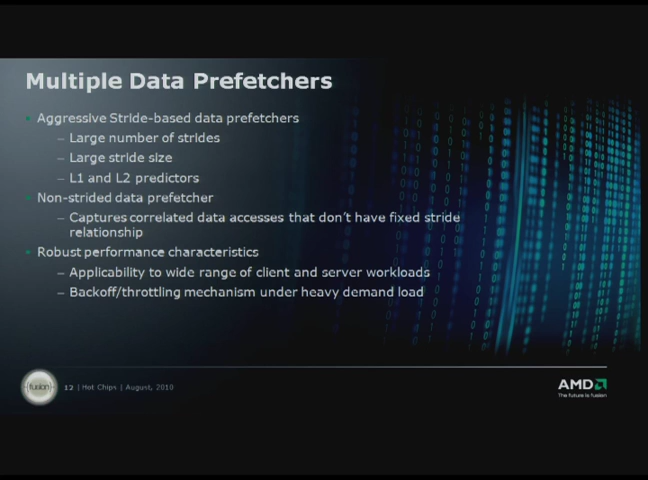 Multiple Data Prefetchers
Aggressive Stride-based data prefetchers
– Large number of strides
– Large stride size
– L1 and L2 predictors
Non-strided data prefetcher
– Captures correlated data accesses that don't have fixed stride
relationship
Robust performance characteristics
– Applicability to wide range of client and server workloads
– Backoff/throttling mechanism under heavy demand load
fusion
12 | Hot Chips | August, 2010
AMD
The future is fusion